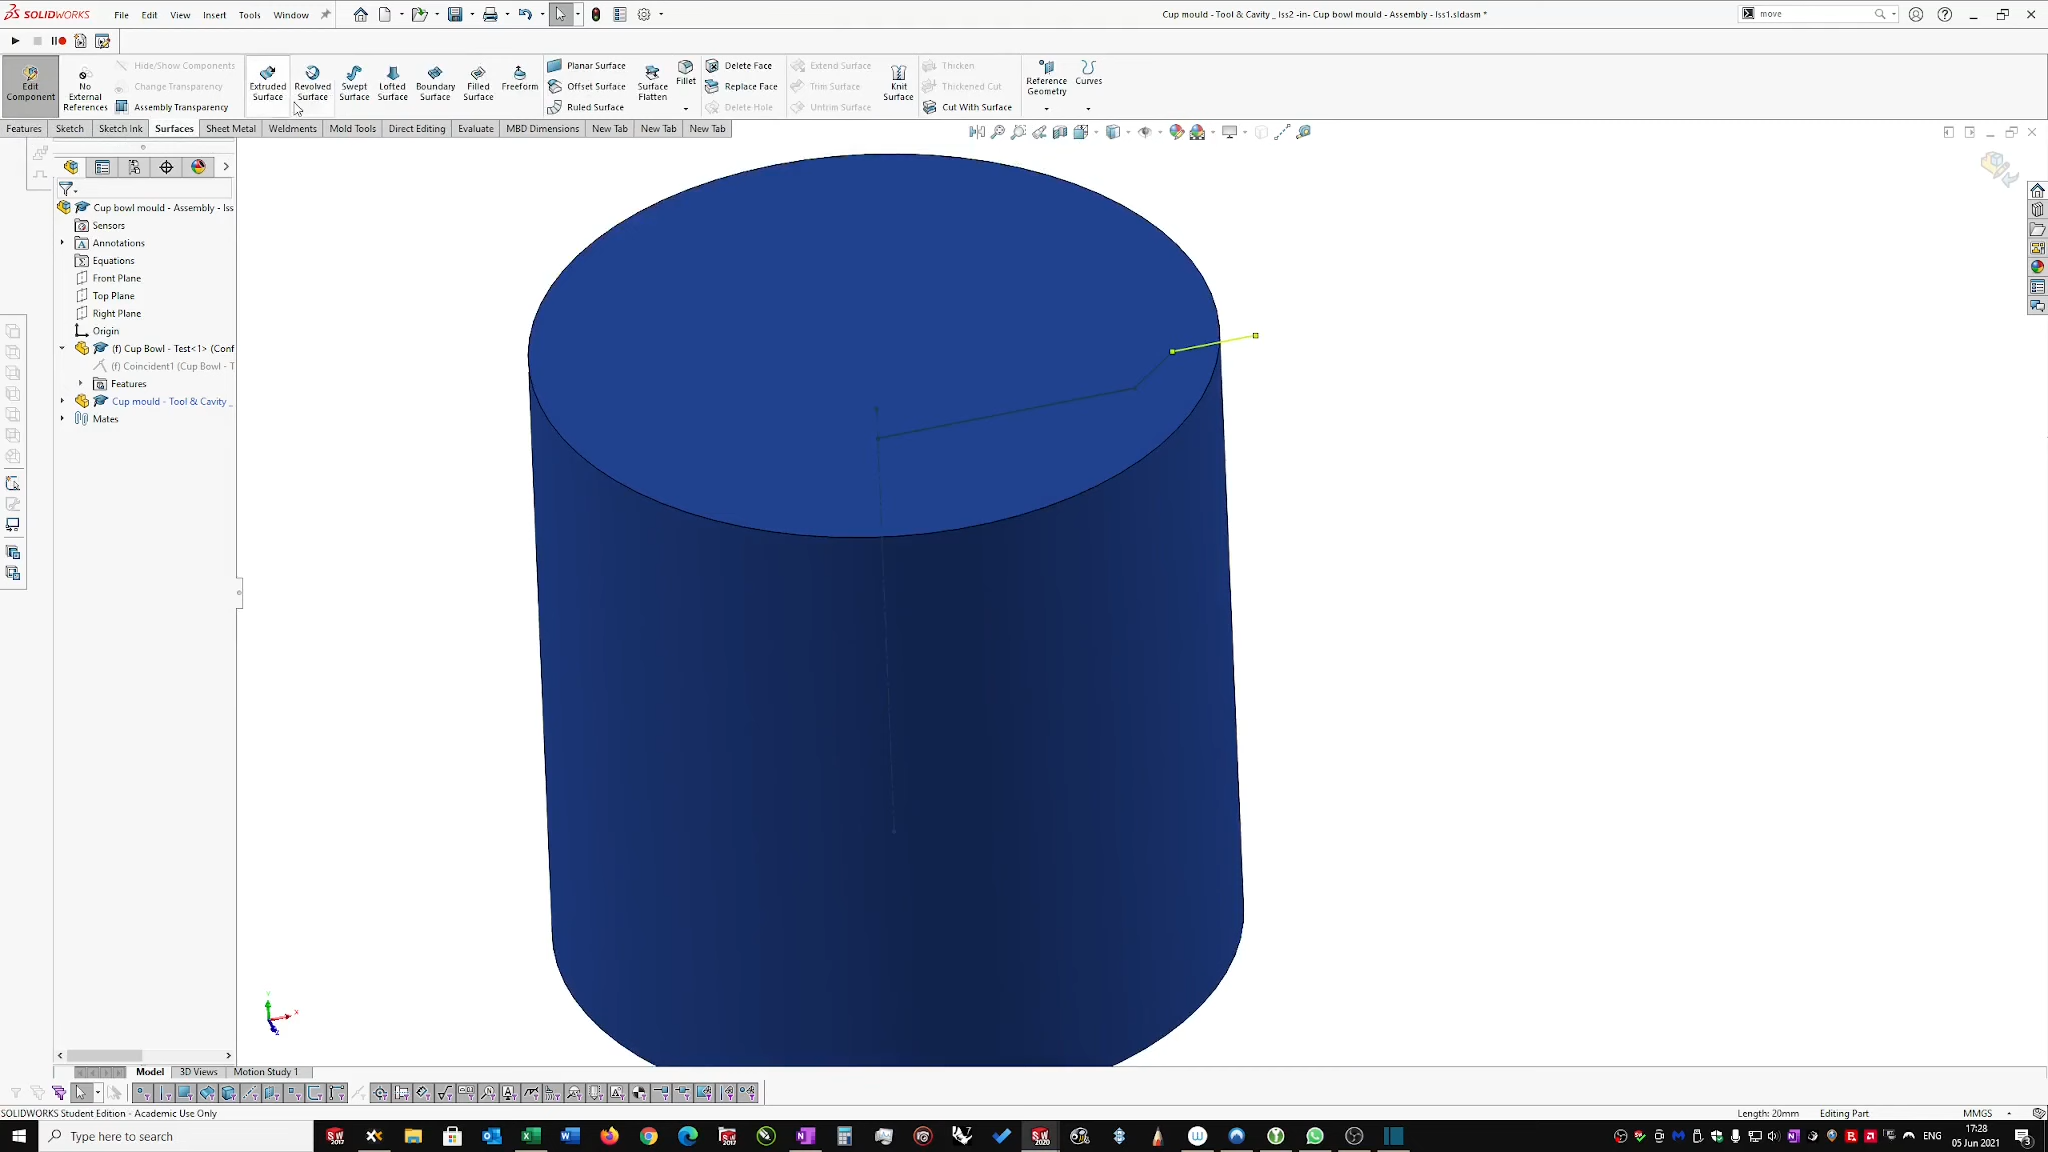 SOLIDWORKS File Edit View Insert Tools Window
Cup mould - Tool & Cavity _ Iss2 -in- Cup bowl mould - Assembly - Iss1.sldasm *
move
Edit Component
No External References
Hide/Show Components
Change Transparency
Assembly Transparency
Extruded Surface
Revolved Surface
Swept Surface
Lofted Surface
Boundary Surface
Filled Surface
Freeform
Planar Surface
Offset Surface
Ruled Surface
Surface Flatten
Fillet
Delete Face
Replace Face
Delete Hole
Extend Surface
Trim Surface
Untrim Surface
Knit Surface
Thicken
Thickened Cut
Cut With Surface
Reference Geometry
Curves
Features Sketch Sketch Ink Surfaces Sheet Metal Weldments Mold Tools Direct Editing Evaluate MBD Dimensions New Tab New Tab New Tab
Cup bowl mould - Assembly - Iss
Sensors
Annotations
Equations
Front Plane
Top Plane
Right Plane
Origin
(f) Cup Bowl - Test<1> (Conf
(f) Coincident1 (Cup Bowl - T
Features
Cup mould - Tool & Cavity _
Mates
Model 3D Views Motion Study 1
SOLIDWORKS Student Edition - Academic Use Only
Length: 20mm Editing Part MMGS
Type here to search
ENG
17:28
05 Jun 2021